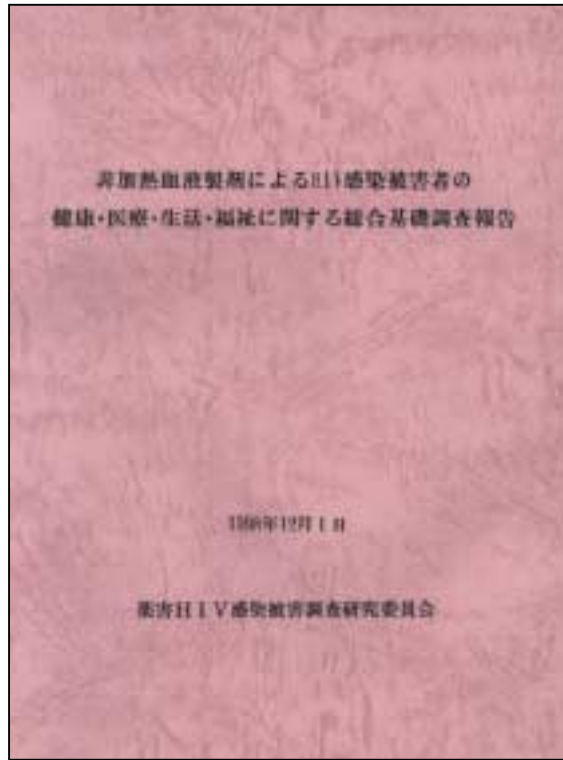 非加熱血液製剤によるHIV感染被害者の
健康・医療・生活・福祉に関する総合基礎調査報告
12月1日
薬害HIV感染被害調査研究委員会